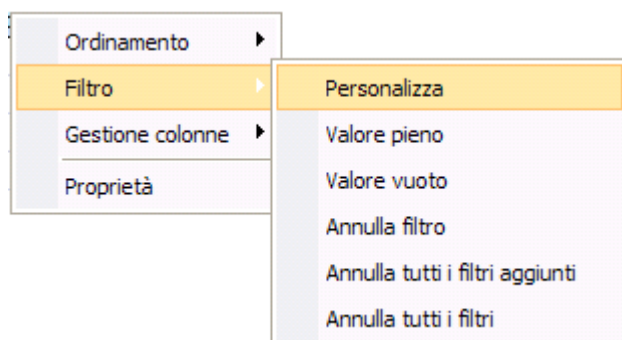 Ordinamento
Filtro
Gestione colonne
Proprietà
Personalizza
Valore pieno
Valore vuoto
Annulla filtro
Annulla tutti i filtri aggiunti
Annulla tutti i filtri